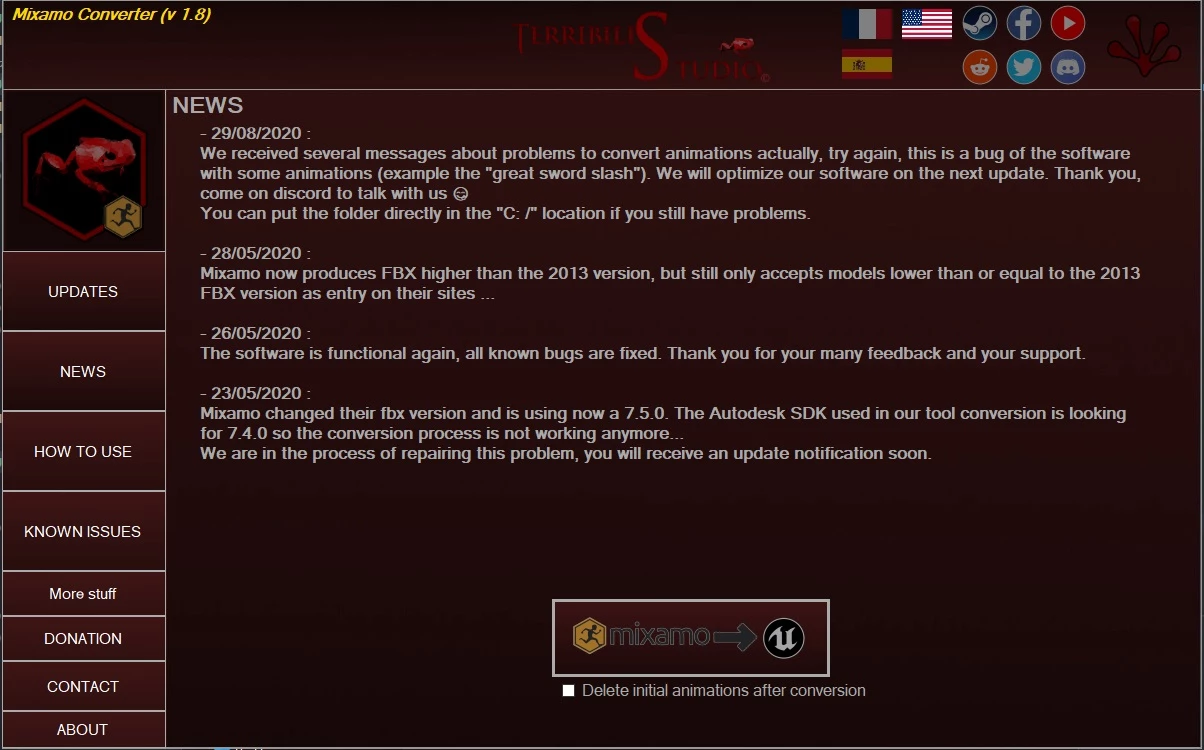 Mixamo Converter (v 1.8)
TERRIBILIS STUDIO ©
NEWS
- 29/08/2020 :
We received several messages about problems to convert animations actually, try again, this is a bug of the software
with some animations (example the "great sword slash"). We will optimize our software on the next update. Thank you,
come on discord to talk with us 😋
You can put the folder directly in the "C: /" location if you still have problems.
- 28/05/2020 :
Mixamo now produces FBX higher than the 2013 version, but still only accepts models lower than or equal to the 2013
FBX version as entry on their sites ...
- 26/05/2020 :
The software is functional again, all known bugs are fixed. Thank you for your many feedback and your support.
- 23/05/2020 :
Mixamo changed their fbx version and is using now a 7.5.0. The Autodesk SDK used in our tool conversion is looking
for 7.4.0 so the conversion process is not working anymore...
We are in the process of repairing this problem, you will receive an update notification soon.
UPDATES
NEWS
HOW TO USE
KNOWN ISSUES
More stuff
DONATION
CONTACT
ABOUT
mixamo
Delete initial animations after conversion